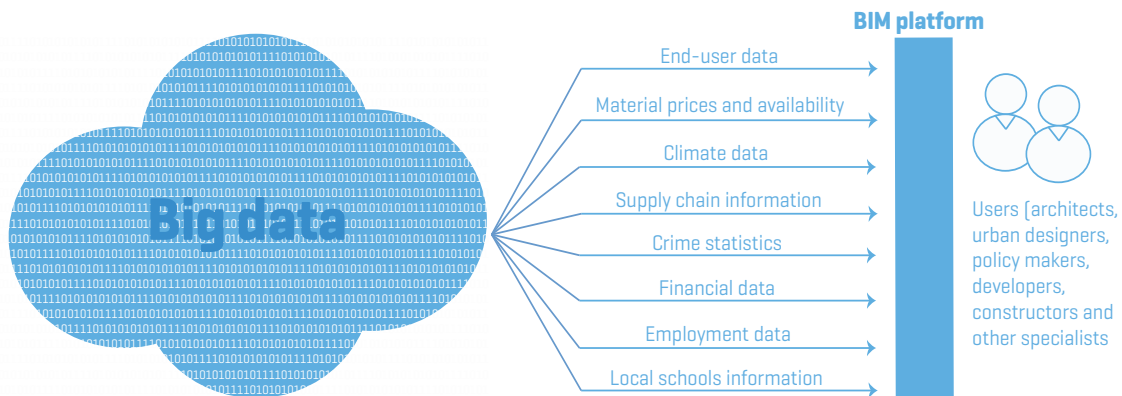 BIM platform
Big data
End-user data
Material prices and availability
Climate data
Supply chain information
Crime statistics
Financial data
Employment data
Local schools information
Users (architects,
urban designers,
policy makers,
developers,
constructors and
other specialists